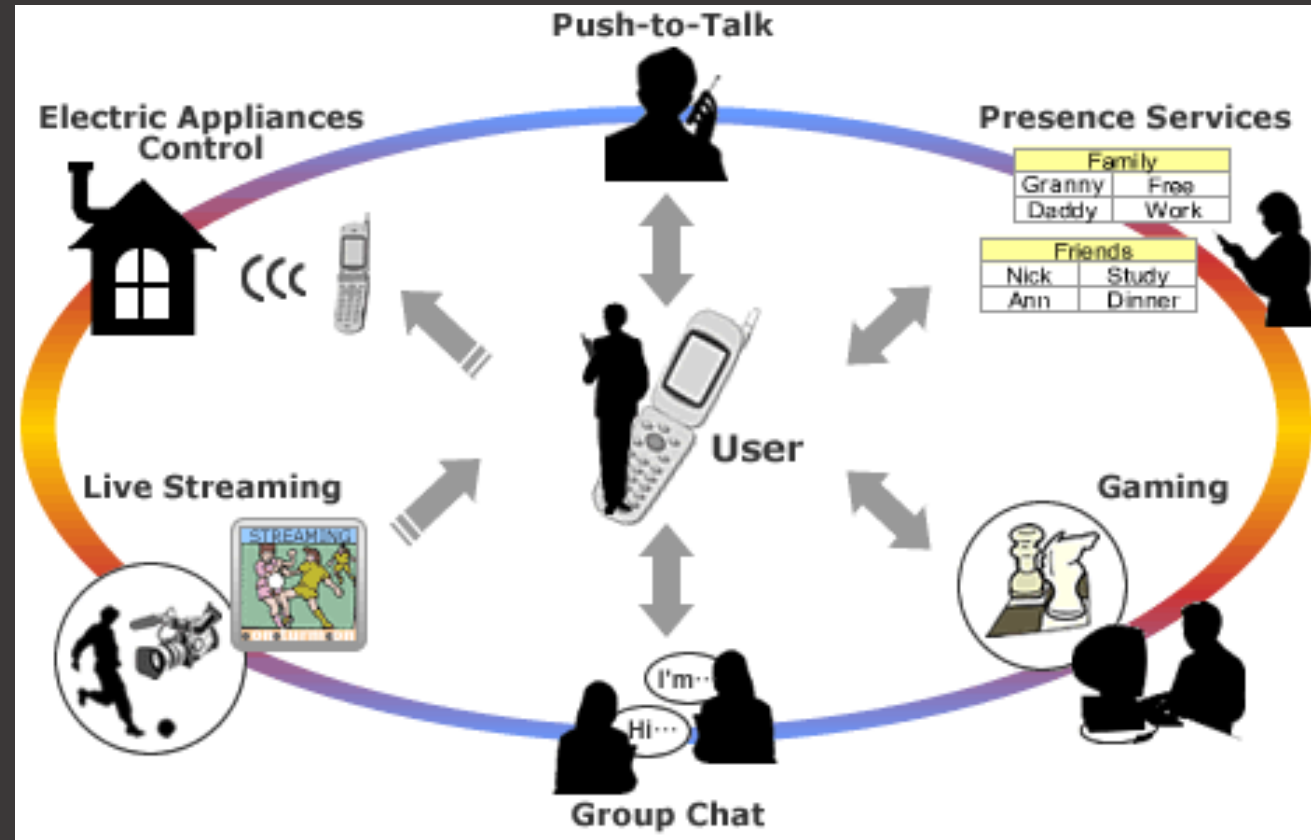 Push-to-Talk
Electric Appliances
Control
Presence Services
Family
Granny Free
Daddy Work
Friends
Nick Study
Ann Dinner
User
Live Streaming
STREAMING
Gaming
I'm…
Hi…
Group Chat